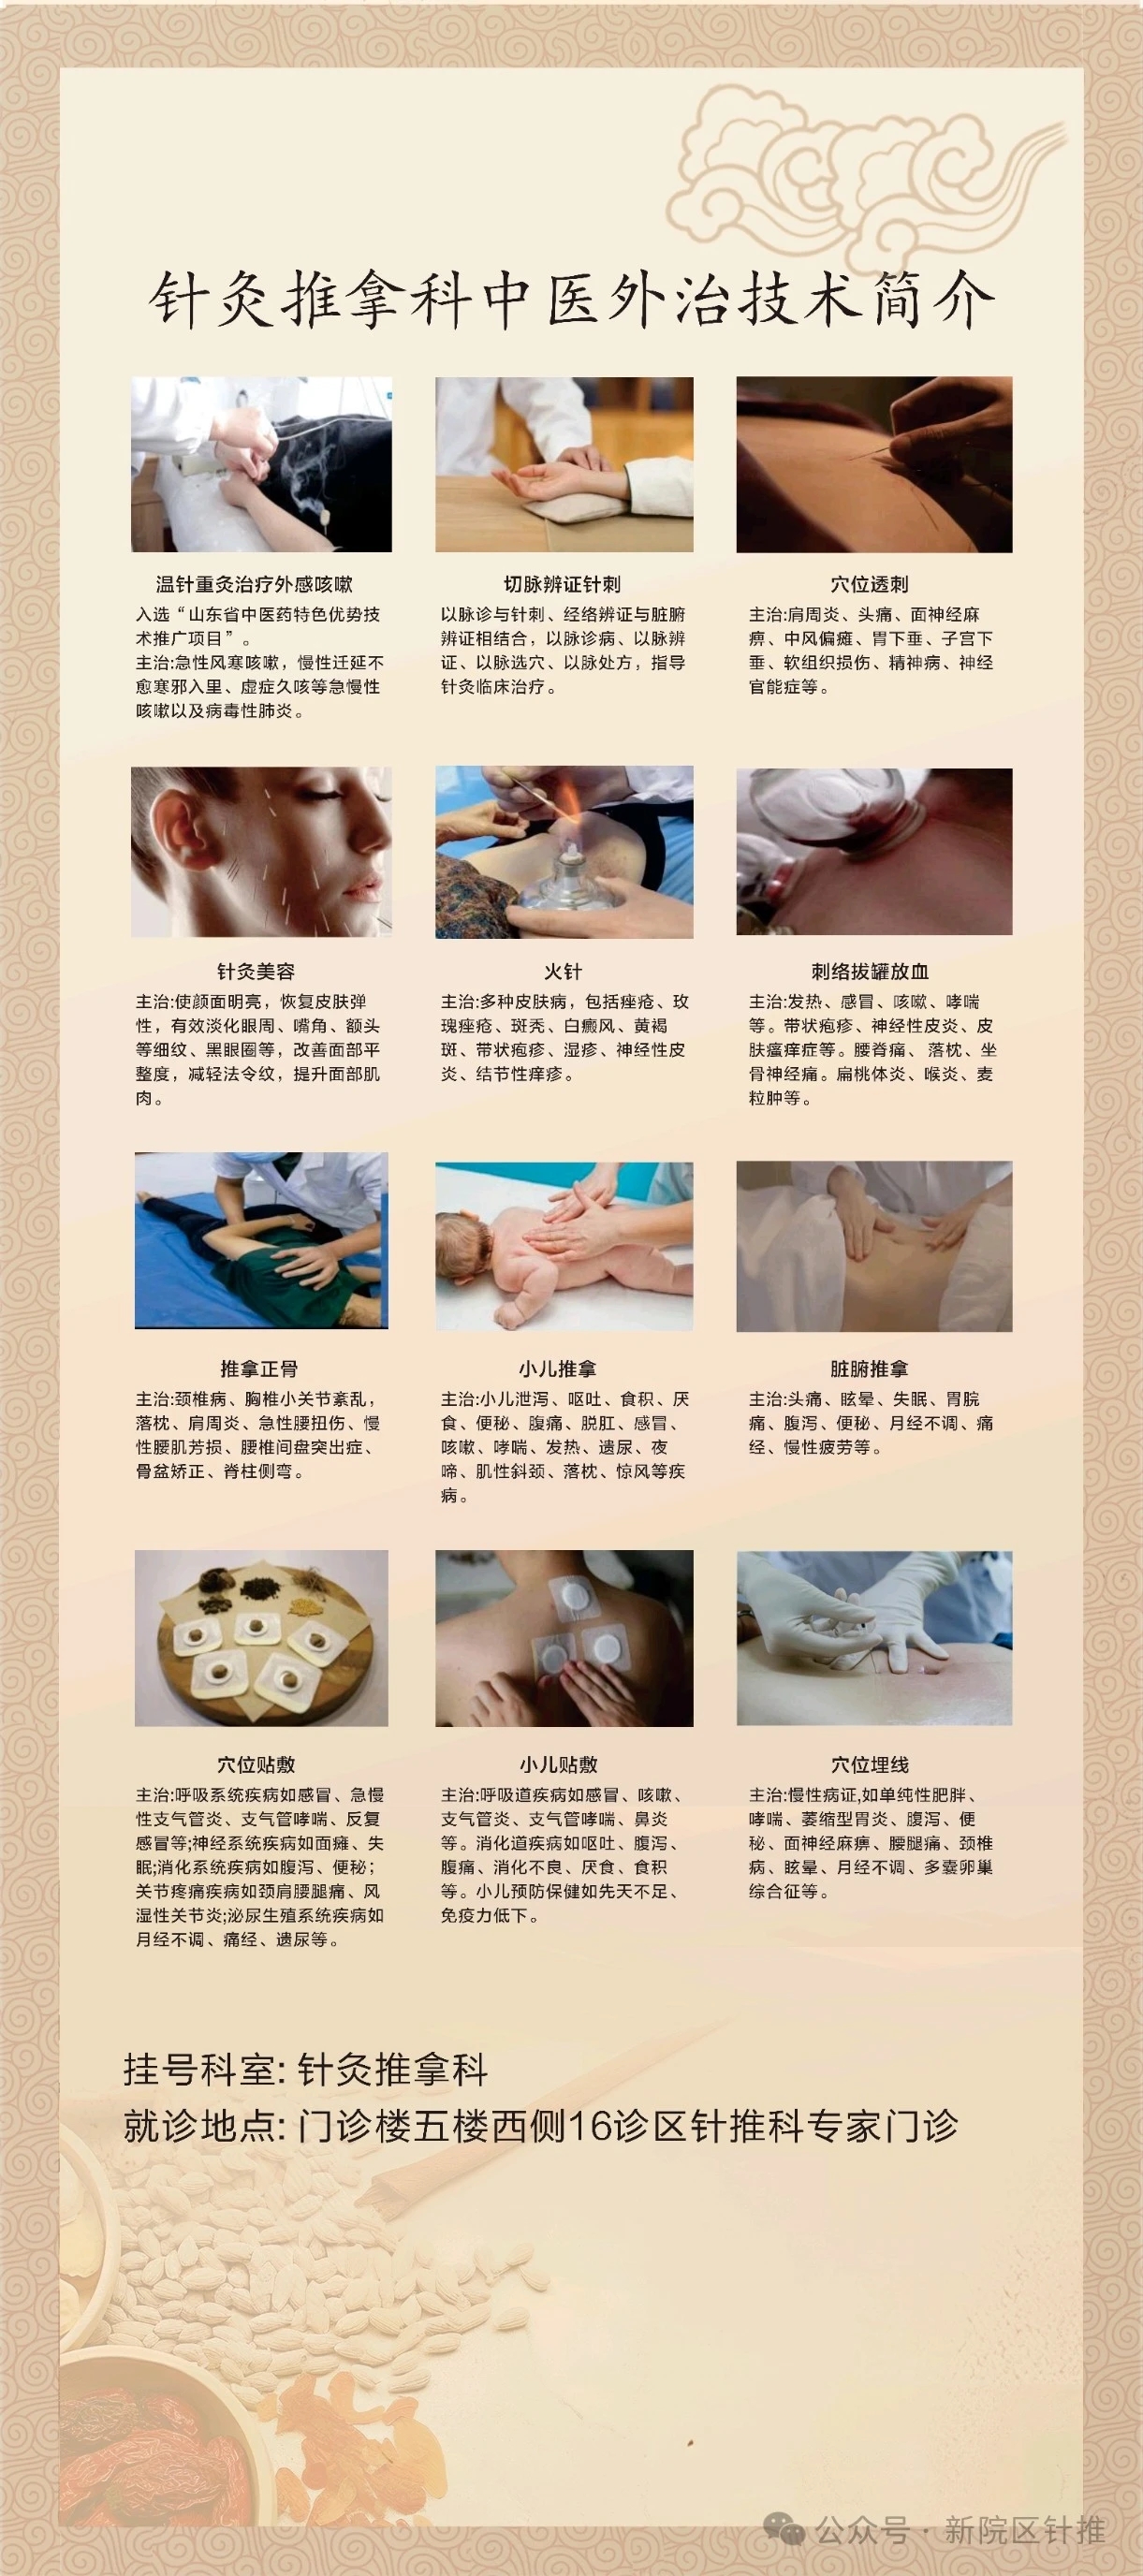 针灸推拿科中医外治技术简介
温针重灸治疗外感咳嗽
入选“山东省中医药特色优势技
术推广项目”。
主治:急性风寒咳嗽，慢性迁延不
愈寒邪入里、虚症久咳等急慢性
咳嗽以及病毒性肺炎。
切脉辨证针刺
以脉诊与针刺、经络辨证与脏腑
辨证相结合，以脉诊病、以脉辨
证、以脉选穴、以脉处方，指导
针灸临床治疗。
穴位透刺
主治:肩周炎、头痛、面神经麻
痹、中风偏瘫、胃下垂、子宫下
垂、软组织损伤、精神病、神经
官能症等。
针灸美容
主治:使颜面明亮，恢复皮肤弹
性，有效淡化眼周、嘴角、额头
等细纹、黑眼圈等，改善面部平
整度，减轻法令纹，提升面部肌
肉。
火针
主治:多种皮肤病，包括痤疮、玫
瑰痤疮、斑秃、白癜风、黄褐
斑、带状疱疹、湿疹、神经性皮
炎、结节性痒疹。
刺络拔罐放血
主治:发热、感冒、咳嗽、哮喘
等。带状疱疹、神经性皮炎、皮
肤瘙痒症等。腰脊痛、落枕、坐
骨神经痛。扁桃体炎、喉炎、麦
粒肿等。
推拿正骨
主治:颈椎病、胸椎小关节紊乱，
落枕、肩周炎、急性腰扭伤、慢
性腰肌劳损、腰椎间盘突出症、
骨盆矫正、脊柱侧弯。
小儿推拿
主治:小儿泄泻、呕吐、食积、厌
食、便秘、腹痛、脱肛、感冒、
咳嗽、哮喘、发热、遗尿、夜
啼、肌性斜颈、落枕、惊风等疾
病。
脏腑推拿
主治:头痛、眩晕、失眠、胃脘
痛、腹泻、便秘、月经不调、痛
经、慢性疲劳等。
穴位贴敷
主治:呼吸系统疾病如感冒、急慢
性支气管炎、支气管哮喘、反复
感冒等;神经系统疾病如面瘫、失
眠;消化系统疾病如腹泻、便秘；
关节疼痛疾病如颈肩腰腿痛、风
湿性关节炎;泌尿生殖系统疾病如
月经不调、痛经、遗尿等。
小儿贴敷
主治:呼吸道疾病如感冒、咳嗽、
支气管炎、支气管哮喘、鼻炎
等。消化道疾病如呕吐、腹泻、
腹痛、消化不良、厌食、食积
等。小儿预防保健如先天不足、
免疫力低下。
穴位埋线
主治:慢性病证,如单纯性肥胖、
哮喘、萎缩型胃炎、腹泻、便
秘、面神经麻痹、腰腿痛、颈椎
病、眩晕、月经不调、多囊卵巢
综合征等。
挂号科室: 针灸推拿科
就诊地点: 门诊楼五楼西侧16诊区针推科专家门诊
公众号 · 新院区针推